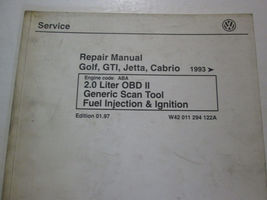 Service
Repair Manual
Golf, GTI, Jetta, Cabrio 1993 ➤
Engine code: ABA
2.0 Liter OBD II
Generic Scan Tool
Fuel Injection & Ignition
Edition 01.97 W42 011 294 122A